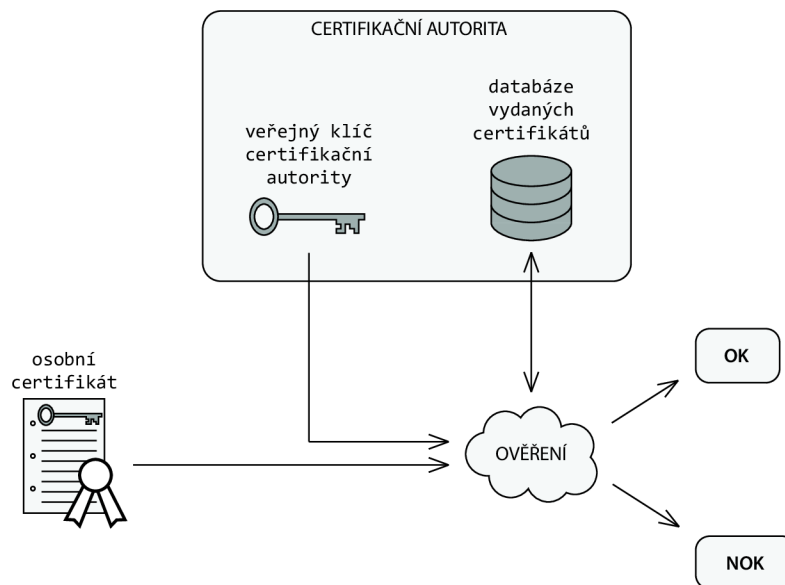 CERTIFIKAČNÍ AUTORITA
veřejný klíč
certifikační
autority
databáze
vydaných
certifikátů
osobní
certifikát
OVĚŘENÍ
OK
NOK